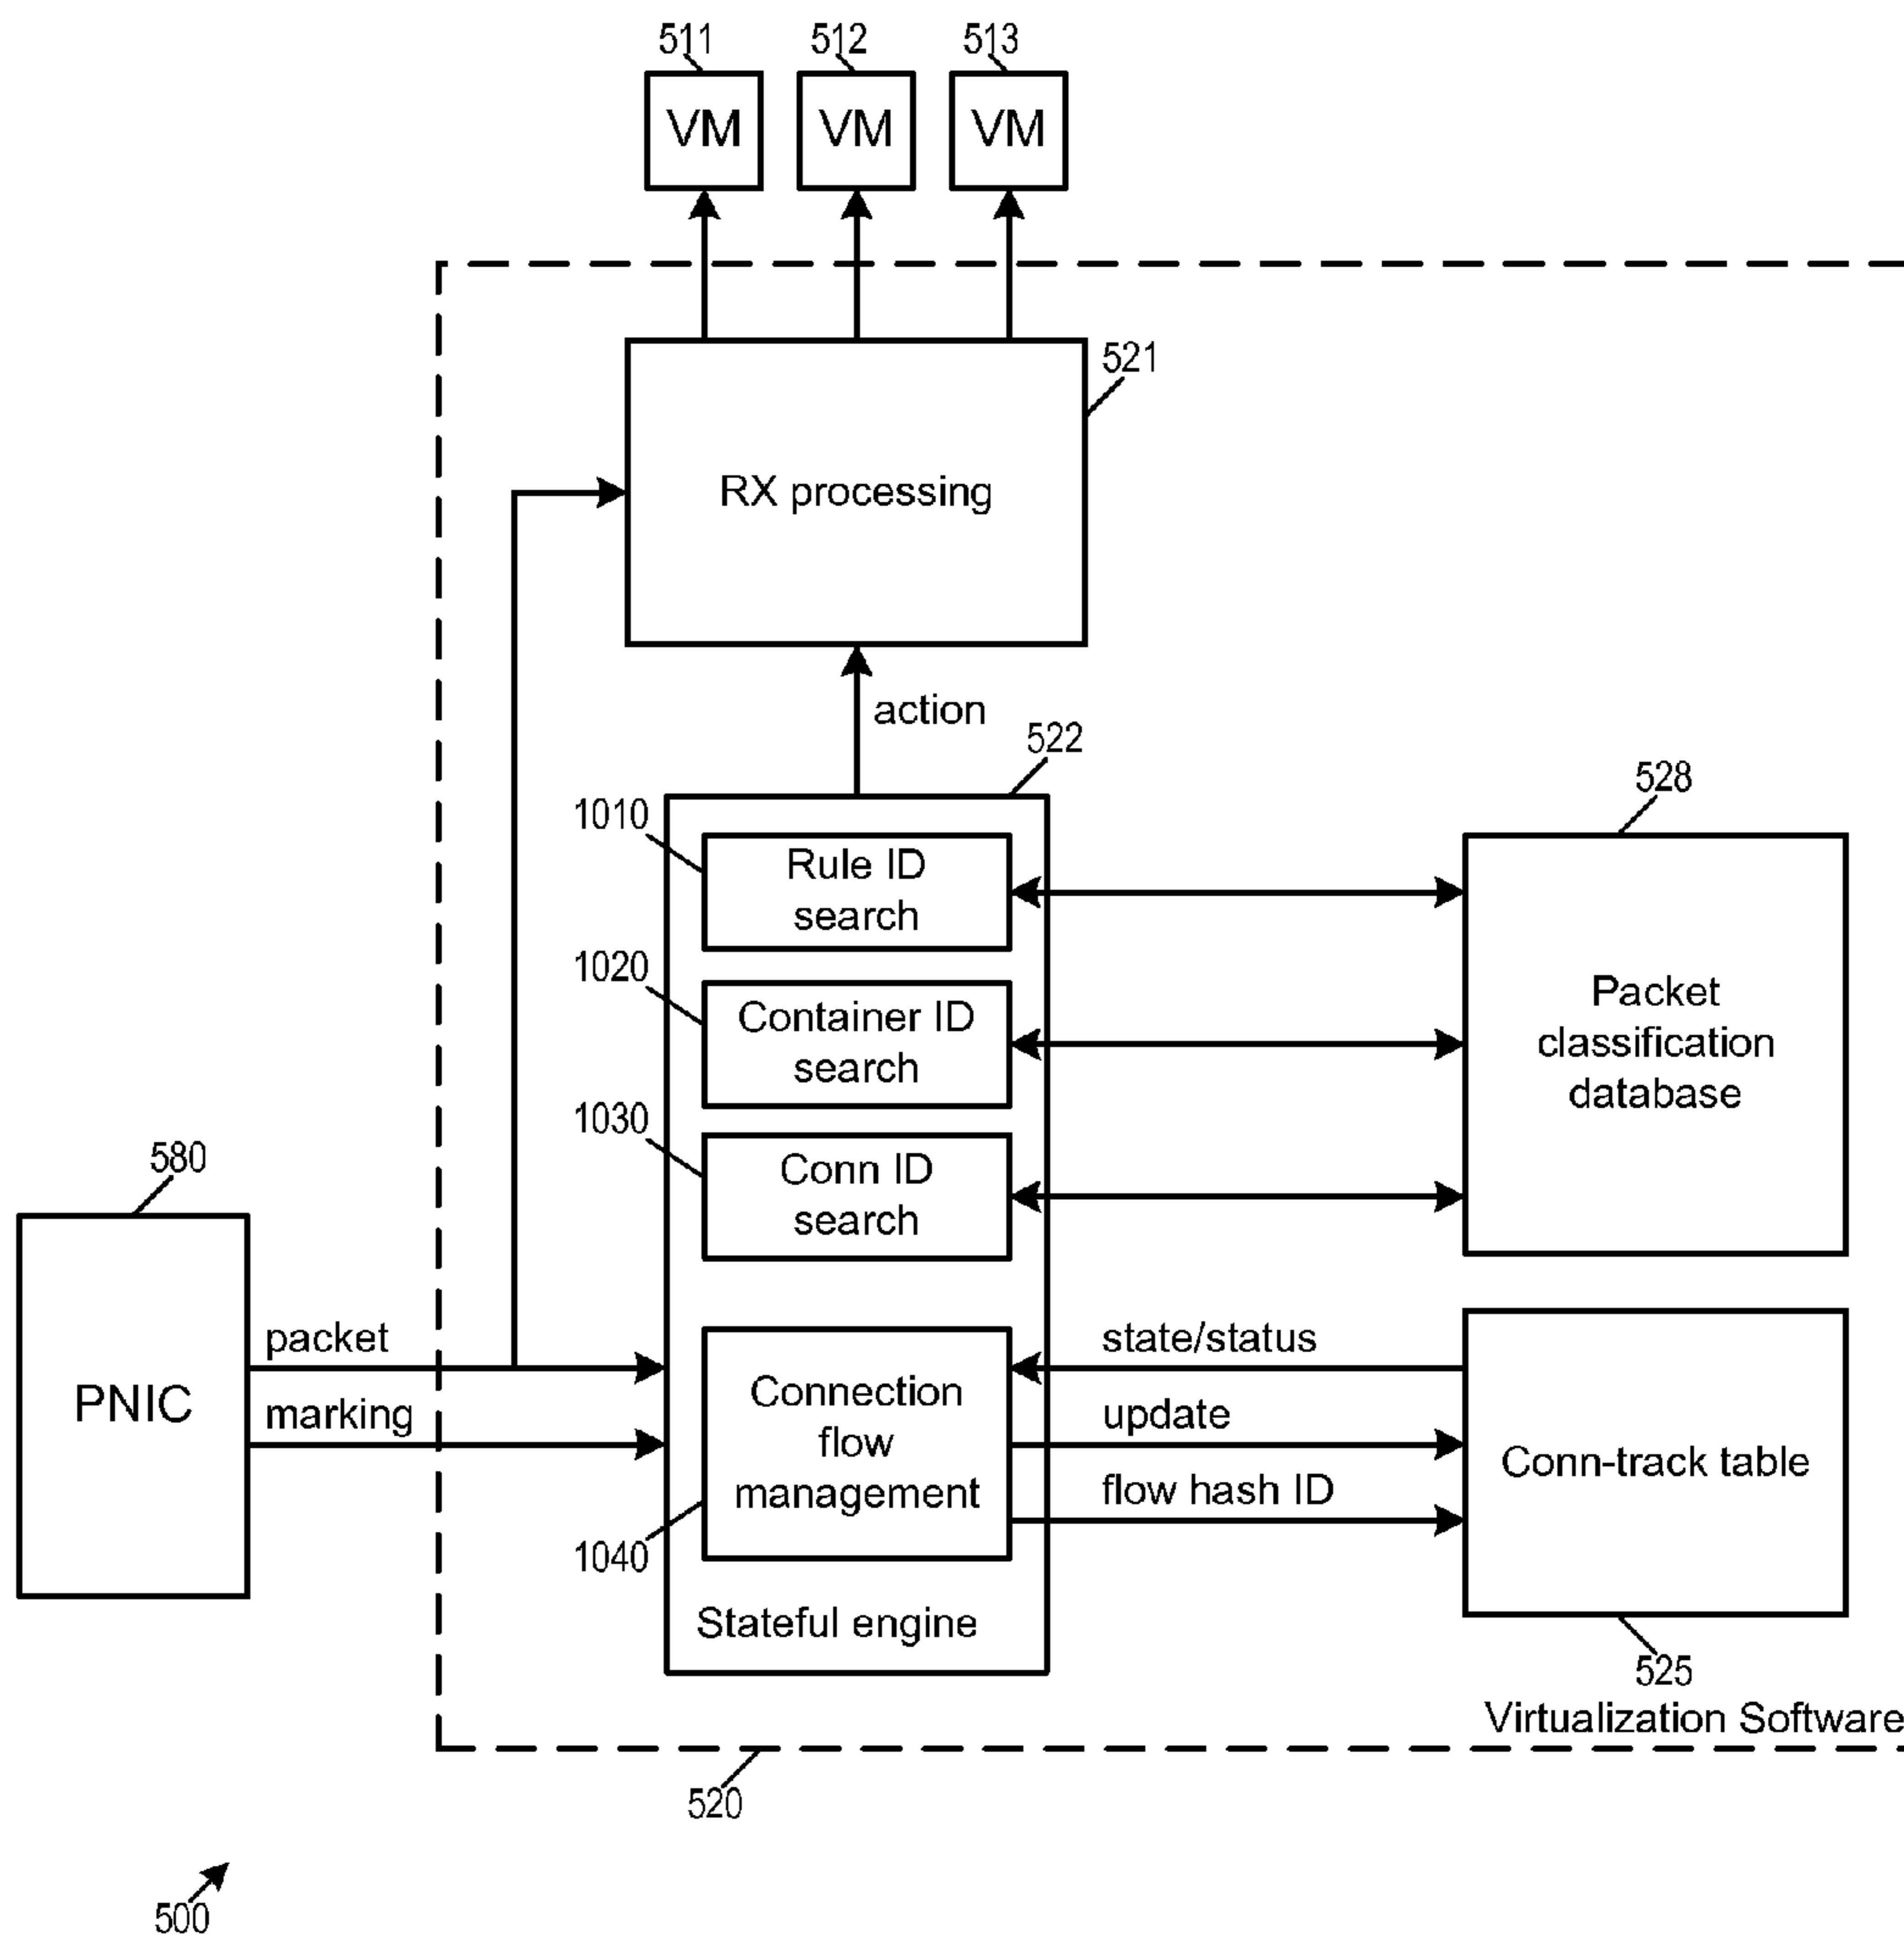 511
512
513
VM
VM
VM
521
RX processing
action
522
528
1010
Rule ID
search
1020
Container ID
search
Packet
classification
database
1030
Conn ID
search
580
PNIC
packet
marking
state/status
update
flow hash ID
Connection
flow
management
Conn-track table
1040
Stateful engine
525
Virtualization Software
520
500